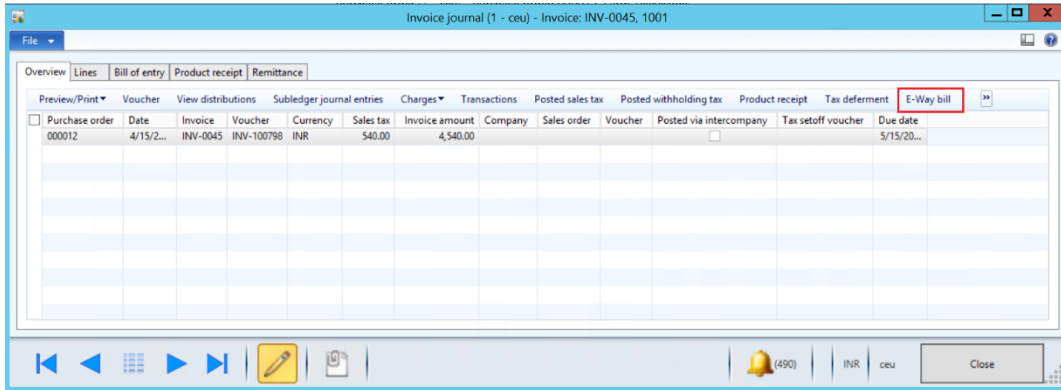 Invoice journal (1 - ceu) - Invoice: INV-0045, 1001
File
Overview Lines Bill of entry Product receipt Remittance
Preview/Print Voucher View distributions Subledger journal entries Charges Transactions Posted sales tax Posted withholding tax Product receipt Tax deferment E-Way bill
Purchase order Date Invoice Voucher Currency Sales tax Invoice amount Company Sales order Voucher Posted via intercompany Tax setoff voucher Due date
000012 4/15/2... INV-0045 INV-100798 INR 540.00 4,540.00 5/15/20...
(490) INR ceu Close